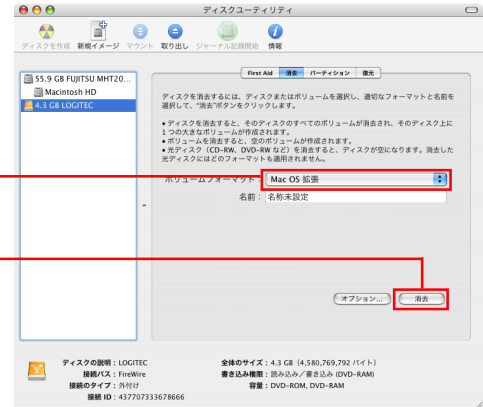 ディスクユーティリティ
ディスクを作成 新規イメージ マウント 取り出し ジャーナル記録開始 情報
55.9 GB FUJITSU MHT20...
Macintosh HD
4.3 GB LOGITEC
First Aid 消去 パーティション 復元
ディスクを消去するには、ディスクまたはボリュームを選択し、適切なフォーマットと名前を
選択して、"消去"ボタンをクリックします。
• ディスクを消去すると、そのディスクのすべてのボリュームが消去され、そのディスク上に
1 つの大きなボリュームが作成されます。
• ボリュームを消去すると、空のボリュームが作成されます。
• 光ディスク（CD-RW、DVD-RW など）を消去すると、ディスクが空になります。消去した
光ディスクにはどのフォーマットも適用されません。
ボリュームフォーマット： Mac OS 拡張
名前： 名称未設定
オプション... 消去
ディスクの説明：LOGITEC
接続バス：FireWire
接続のタイプ：外付け
接続 ID：4377707333678666
全体のサイズ：4.3 GB（4,580,769,792 バイト）
書き込み権限：読み込み／書き込み (DVD-RAM)
容量：DVD-ROM, DVD-RAM